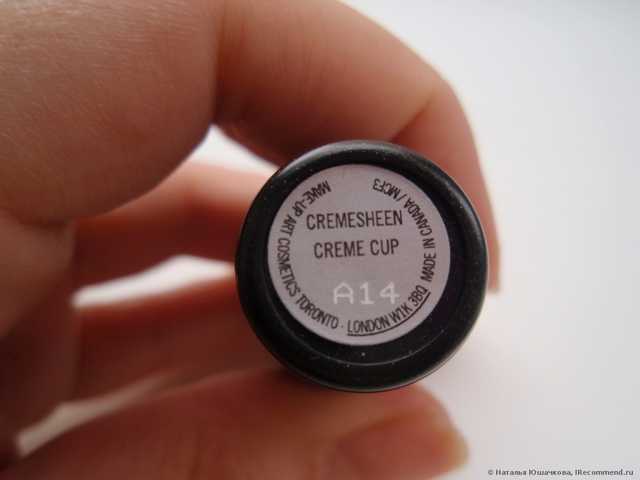 CREMESHEEN
CREME CUP
A14
MAKE-UP ART COSMETICS TORONTO · LONDON W1K 3BQ MADE IN CANADA / MCF3
© Наталья Юшачкова, IRecommend.ru